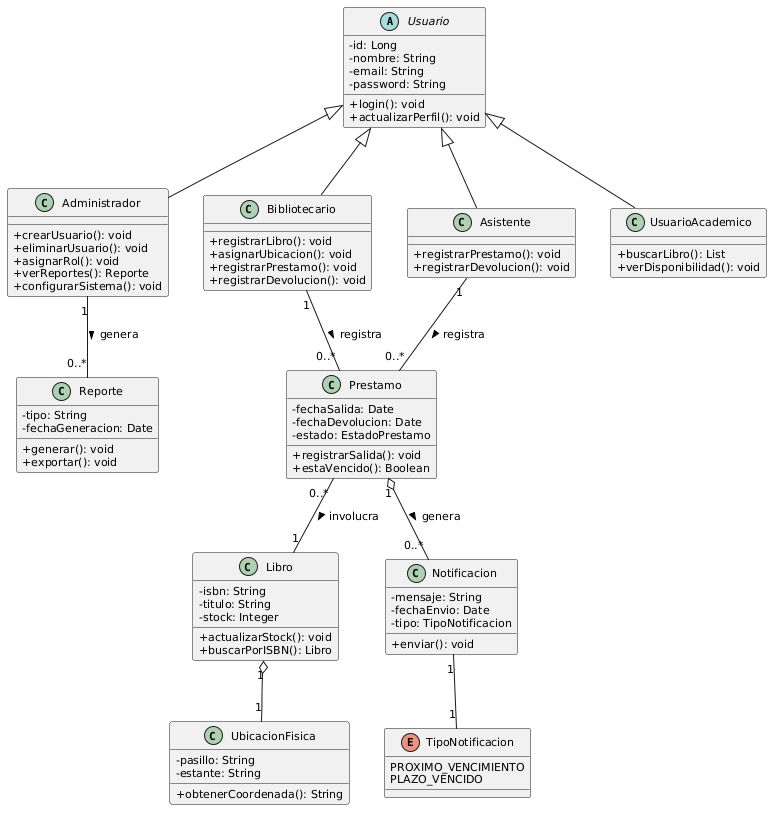 A Usuario
-id: Long
-nombre: String
-email: String
-password: String
+login(): void
+actualizarPerfil(): void
C Administrador
+crearUsuario(): void
+eliminarUsuario(): void
+asignarRol(): void
+verReportes(): Reporte
+configurarSistema(): void
C Bibliotecario
+registrarLibro(): void
+asignarUbicacion(): void
+registrarPrestamo(): void
+registrarDevolucion(): void
C Asistente
+registrarPrestamo(): void
+registrarDevolucion(): void
C UsuarioAcademico
+buscarLibro(): List
+verDisponibilidad(): void
1
genera
0..*
1
registra
0..*
1
registra
0..*
C Reporte
-tipo: String
-fechaGeneracion: Date
+generar(): void
+exportar(): void
C Prestamo
-fechaSalida: Date
-fechaDevolucion: Date
-estado: EstadoPrestamo
+registrarSalida(): void
+estaVencido(): Boolean
0..*
involucra
1
1
genera
0..*
C Libro
-isbn: String
-titulo: String
-stock: Integer
+actualizarStock(): void
+buscarPorISBN(): Libro
C Notificacion
-mensaje: String
-fechaEnvio: Date
-tipo: TipoNotificacion
+enviar(): void
1
1
1
1
C UbicacionFisica
-pasillo: String
-estante: String
+obtenerCoordenada(): String
E TipoNotificacion
PROXIMO_VENCIMIENTO
PLAZO_VENCIDO